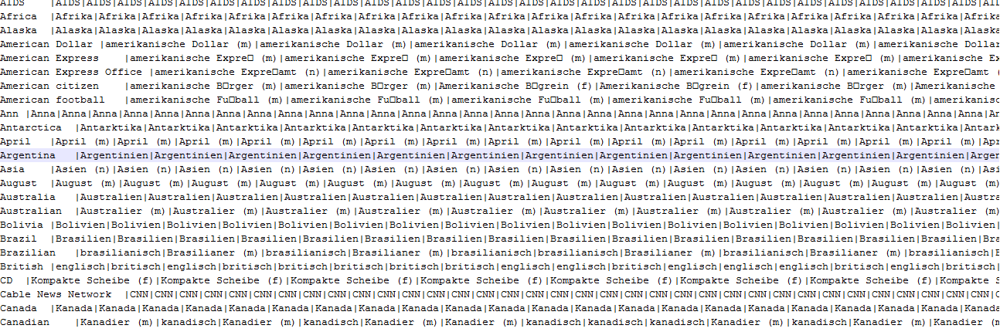 AIDS |AIDS|AIDS|AIDS|AIDS|AIDS|AIDS|AIDS|AIDS|AIDS|AIDS|AIDS|AIDS|AIDS|AIDS|AIDS|AIDS|AIDS|AIDS|AIDS|AIDS|AIDS|AIDS|AIDS|AIDS|AIDS|AIDS|AIDS|AIDS|AIDS|AIDS|AI
Africa |Afrika|Afrika|Afrika|Afrika|Afrika|Afrika|Afrika|Afrika|Afrika|Afrika|Afrika|Afrika|Afrika|Afrika|Afrika|Afrika|Afrika|Afrika|Afrika|Afrika|Afrika|Afrika
Alaska |Alaska|Alaska|Alaska|Alaska|Alaska|Alaska|Alaska|Alaska|Alaska|Alaska|Alaska|Alaska|Alaska|Alaska|Alaska|Alaska|Alaska|Alaska|Alaska|Alaska|Alaska|Alaska
American Dollar |amerikanische Dollar (m)|amerikanische Dollar (m)|amerikanische Dollar (m)|amerikanische Dollar (m)|amerikanische Dollar (m)|amerikanische Dollar
American Express |amerikanische Expre□ (m)|amerikanische Expre□ (m)|amerikanische Expre□ (m)|amerikanische Expre□ (m)|amerikanische Expre□ (m)|amerikanische Ex
American Express Office |amerikanische Expre□amt (n)|amerikanische Expre□amt (n)|amerikanische Expre□amt (n)|amerikanische Expre□amt (n)|amerikanische Expre□amt (
American citizen |amerikanische B□rger (m)|amerikanische B□rger (m)|amerikanische B□grein (f)|amerikanische B□grein (f)|amerikanische B□rger (m)|Amerikanische
American football |amerikanische Fu□ball (m)|amerikanische Fu□ball (m)|amerikanische Fu□ball (m)|amerikanische Fu□ball (m)|amerikanische Fu□ball (m)|amerikanisc
Ann |Anna|Anna|Anna|Anna|Anna|Anna|Anna|Anna|Anna|Anna|Anna|Anna|Anna|Anna|Anna|Anna|Anna|Anna|Anna|Anna|Anna|Anna|Anna|Anna|Anna|Anna|Anna|Anna|Anna|Anna|Anna|An
Antarctica |Antarktika|Antarktika|Antarktika|Antarktika|Antarktika|Antarktika|Antarktika|Antarktika|Antarktika|Antarktika|Antarktika|Antarktika|Antarktika|Antark
April |April (m)|April (m)|April (m)|April (m)|April (m)|April (m)|April (m)|April (m)|April (m)|April (m)|April (m)|April (m)|April (m)|April (m)|April (m)|Apr
Argentina |Argentinien|Argentinien|Argentinien|Argentinien|Argentinien|Argentinien|Argentinien|Argentinien|Argentinien|Argentinien|Argentinien|Argentinien|Argen
Asia |Asien (n)|Asien (n)|Asien (n)|Asien (n)|Asien (n)|Asien (n)|Asien (n)|Asien (n)|Asien (n)|Asien (n)|Asien (n)|Asien (n)|Asien (n)|Asien (n)|Asien (n)|Asi
August |August (m)|August (m)|August (m)|August (m)|August (m)|August (m)|August (m)|August (m)|August (m)|August (m)|August (m)|August (m)|August (m)|August (m)
Australia |Australien|Australien|Australien|Australien|Australien|Australien|Australien|Australien|Australien|Australien|Australien|Australien|Australien|Austra
Australian |Australier (m)|Australier (m)|Australier (m)|Australier (m)|Australier (m)|Australier (m)|Australier (m)|Australier (m)|Australier (m)|Australier (m)
Bolivia |Bolivien|Bolivien|Bolivien|Bolivien|Bolivien|Bolivien|Bolivien|Bolivien|Bolivien|Bolivien|Bolivien|Bolivien|Bolivien|Bolivien|Bolivien|Bolivien|Bolivien|
Brazil |Brasilien|Brasilien|Brasilien|Brasilien|Brasilien|Brasilien|Brasilien|Brasilien|Brasilien|Brasilien|Brasilien|Brasilien|Brasilien|Brasilien|Brasilien|Bra
Brazilian |brasilianisch|Brasilianer (m)|brasilianisch|Brasilianer (m)|brasilianisch|brasilianisch|Brasilianer (m)|brasilianisch|Brasilianer (m)|brasilianisch|B
British |englisch|britisch|englisch|britisch|britisch|britisch|englisch|britisch|britisch|britisch|britisch|englisch|englisch|englisch|britisch|englisch|britisch|
CD |Kompakte Scheibe (f)|Kompakte Scheibe (f)|Kompakte Scheibe (f)|Kompakte Scheibe (f)|Kompakte Scheibe (f)|Kompakte Scheibe (f)|Kompakte Scheibe (f)|Kompakte S
Cable News Network |CNN|CNN|CNN|CNN|CNN|CNN|CNN|CNN|CNN|CNN|CNN|CNN|CNN|CNN|CNN|CNN|CNN|CNN|CNN|CNN|CNN|CNN|CNN|CNN|CNN|CNN|CNN|CNN|CNN|CNN|CNN|CNN|CNN|CNN|CNN|C
Canada |Kanada|Kanada|Kanada|Kanada|Kanada|Kanada|Kanada|Kanada|Kanada|Kanada|Kanada|Kanada|Kanada|Kanada|Kanada|Kanada|Kanada|Kanada|Kanada|Kanada|Kanada|Kanada
Canadian |Kanadier (m)|kanadisch|Kanadier (m)|kanadisch|Kanadier (m)|Kanadier (m)|kanadisch|kanadisch|kanadisch|Kanadier (m)|kanadisch|Kanadier (m)|Kanadier (m